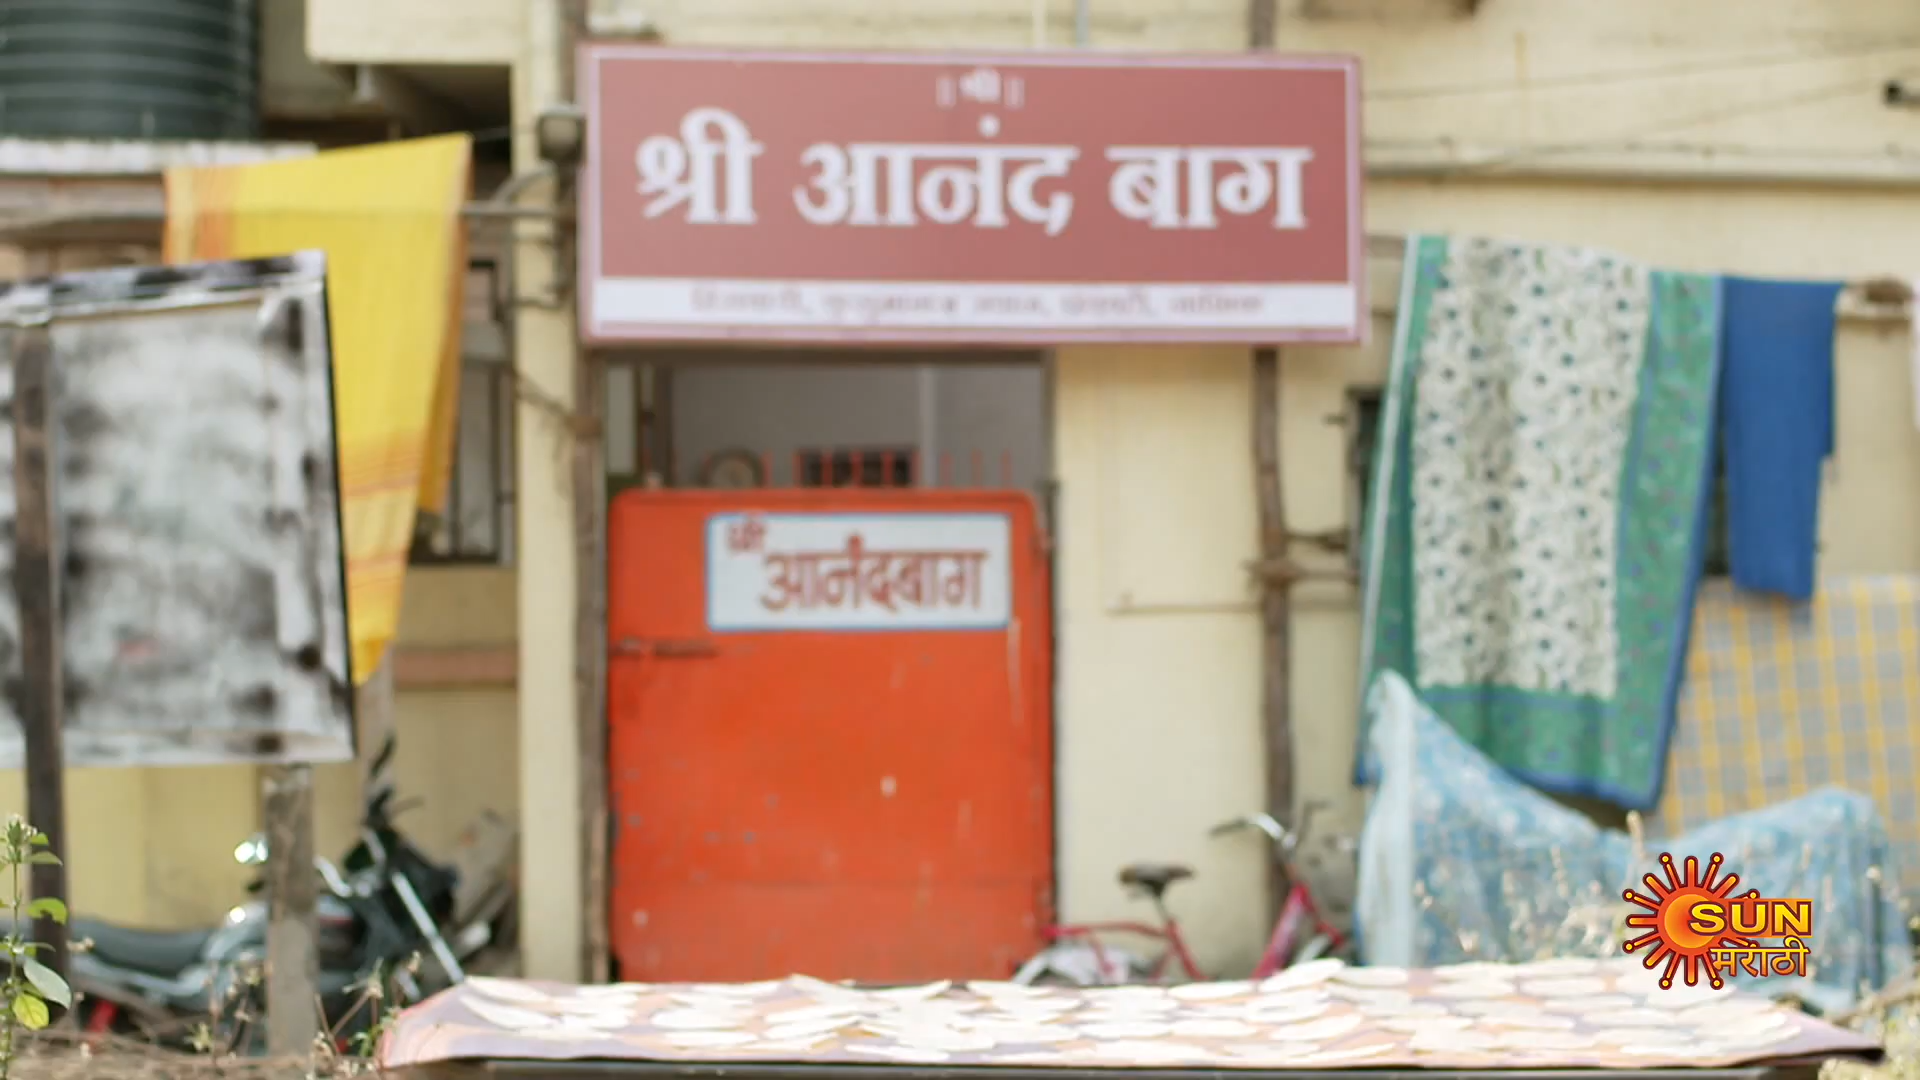 ॥ श्री ॥
श्री आनंद बाग
श्री
आनंदबाग
SUN
मराठी